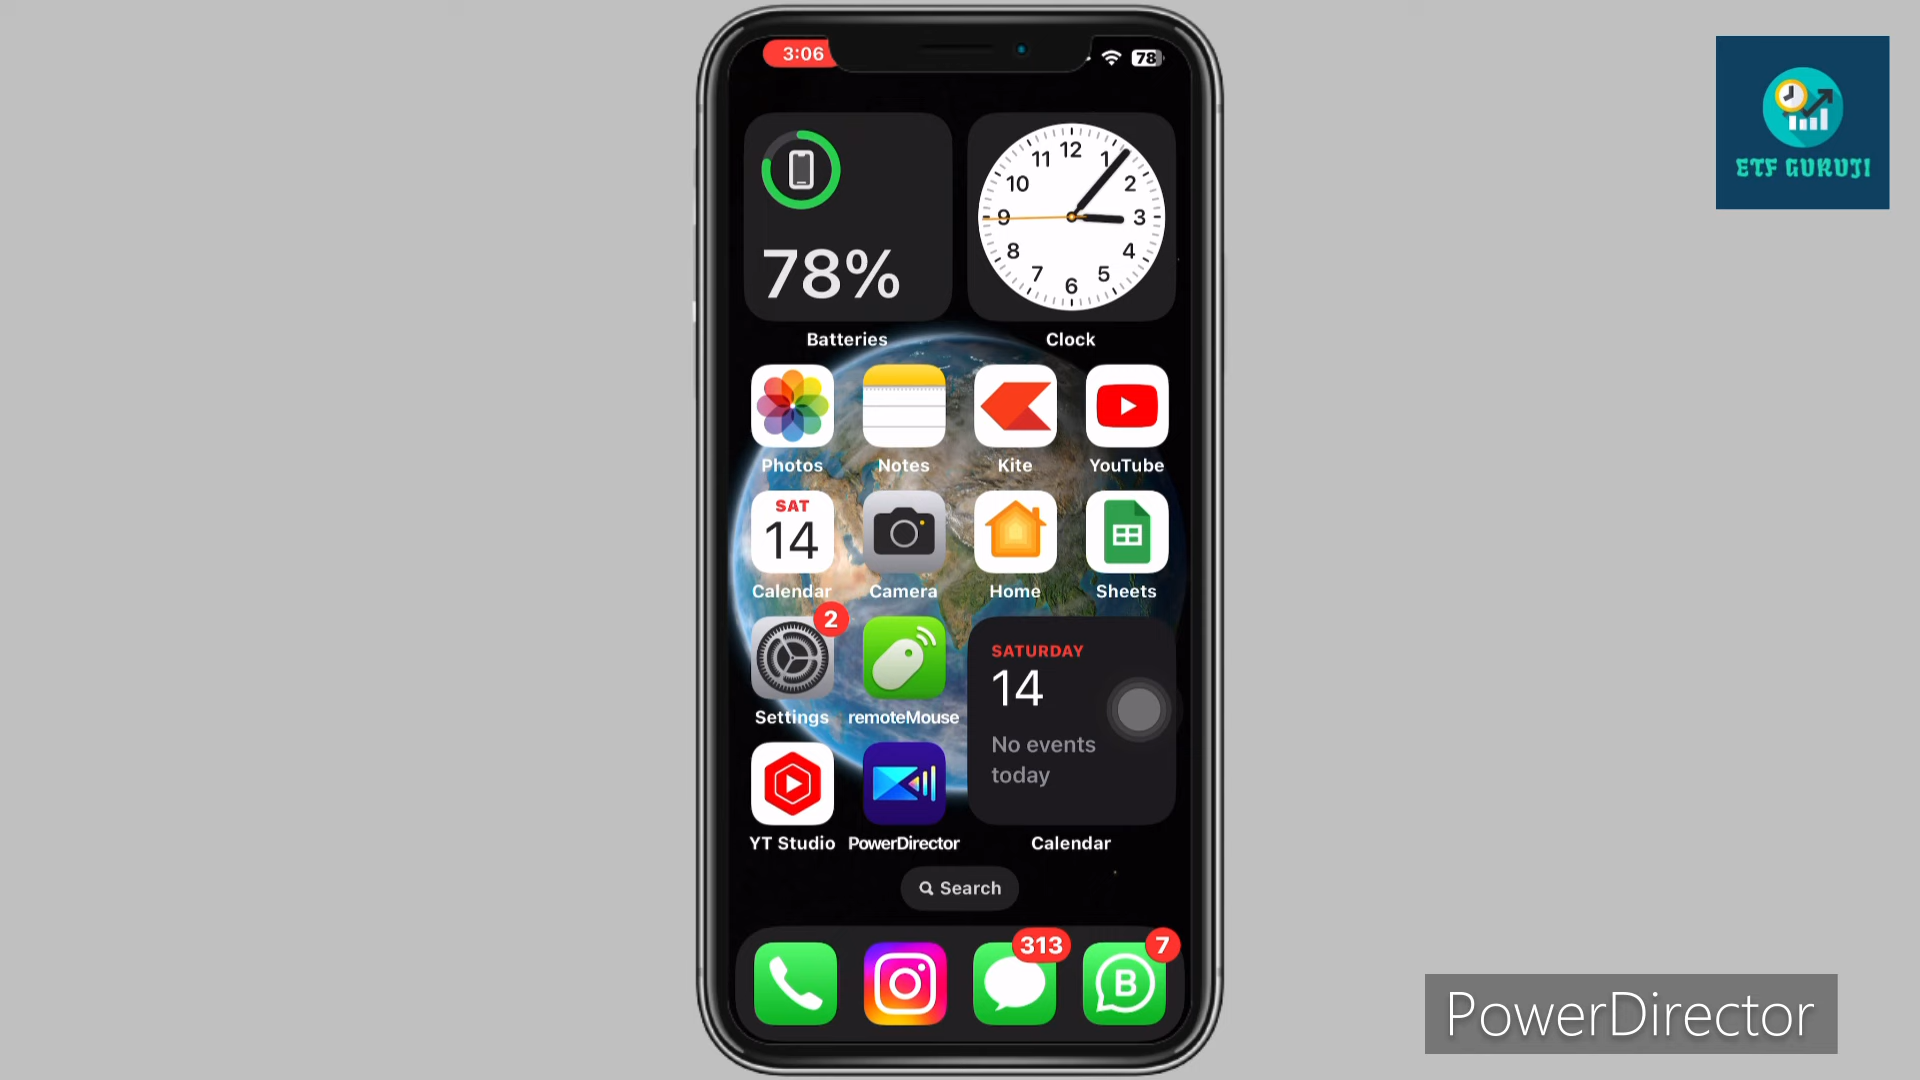 3:06
78
ETF GURUJI
78%
12
1
2
3
4
5
6
7
8
9
10
11
Batteries
Clock
Photos
Notes
Kite
YouTube
SAT
14
Calendar
Camera
Home
Sheets
2
Settings
remoteMouse
SATURDAY
14
No events
today
YT Studio
PowerDirector
Calendar
Search
313
7
B
PowerDirector